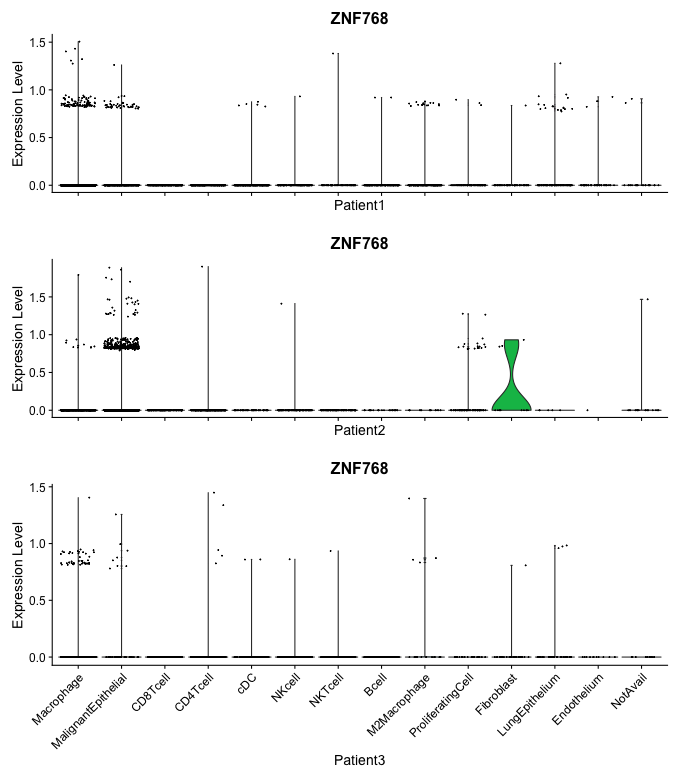 ZNF768
Expression Level
1.5
1.0
0.5
0.0
Patient1
ZNF768
Expression Level
1.5
1.0
0.5
0.0
Patient2
ZNF768
Expression Level
1.5
1.0
0.5
0.0
Macrophage
MalignantEpithelial
CD8Tcell
CD4Tcell
cDC
NKcell
NKTcell
Bcell
M2Macrophage
ProliferatingCell
Fibroblast
LungEpithelium
Endothelium
NotAvail
Patient3